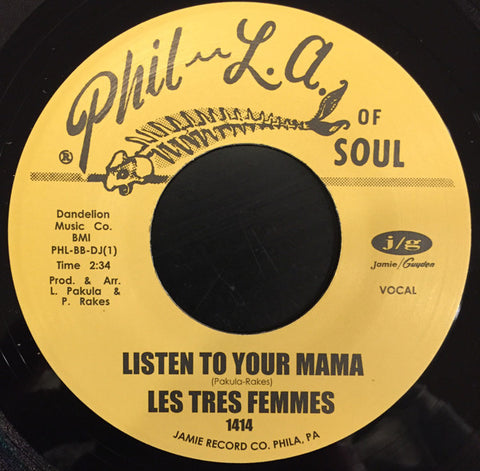 Phil-L.A.
OF
SOUL
®
Dandelion
Music Co.
BMI
PHL-BB-DJ(1)
Time 2:34
Prod. & Arr.
L. Pakula &
P. Rakes
j/g
Jamie/Guyden
VOCAL
LISTEN TO YOUR MAMA
(Pakula-Rakes)
LES TRES FEMMES
1414
JAMIE RECORD CO. PHILA, PA